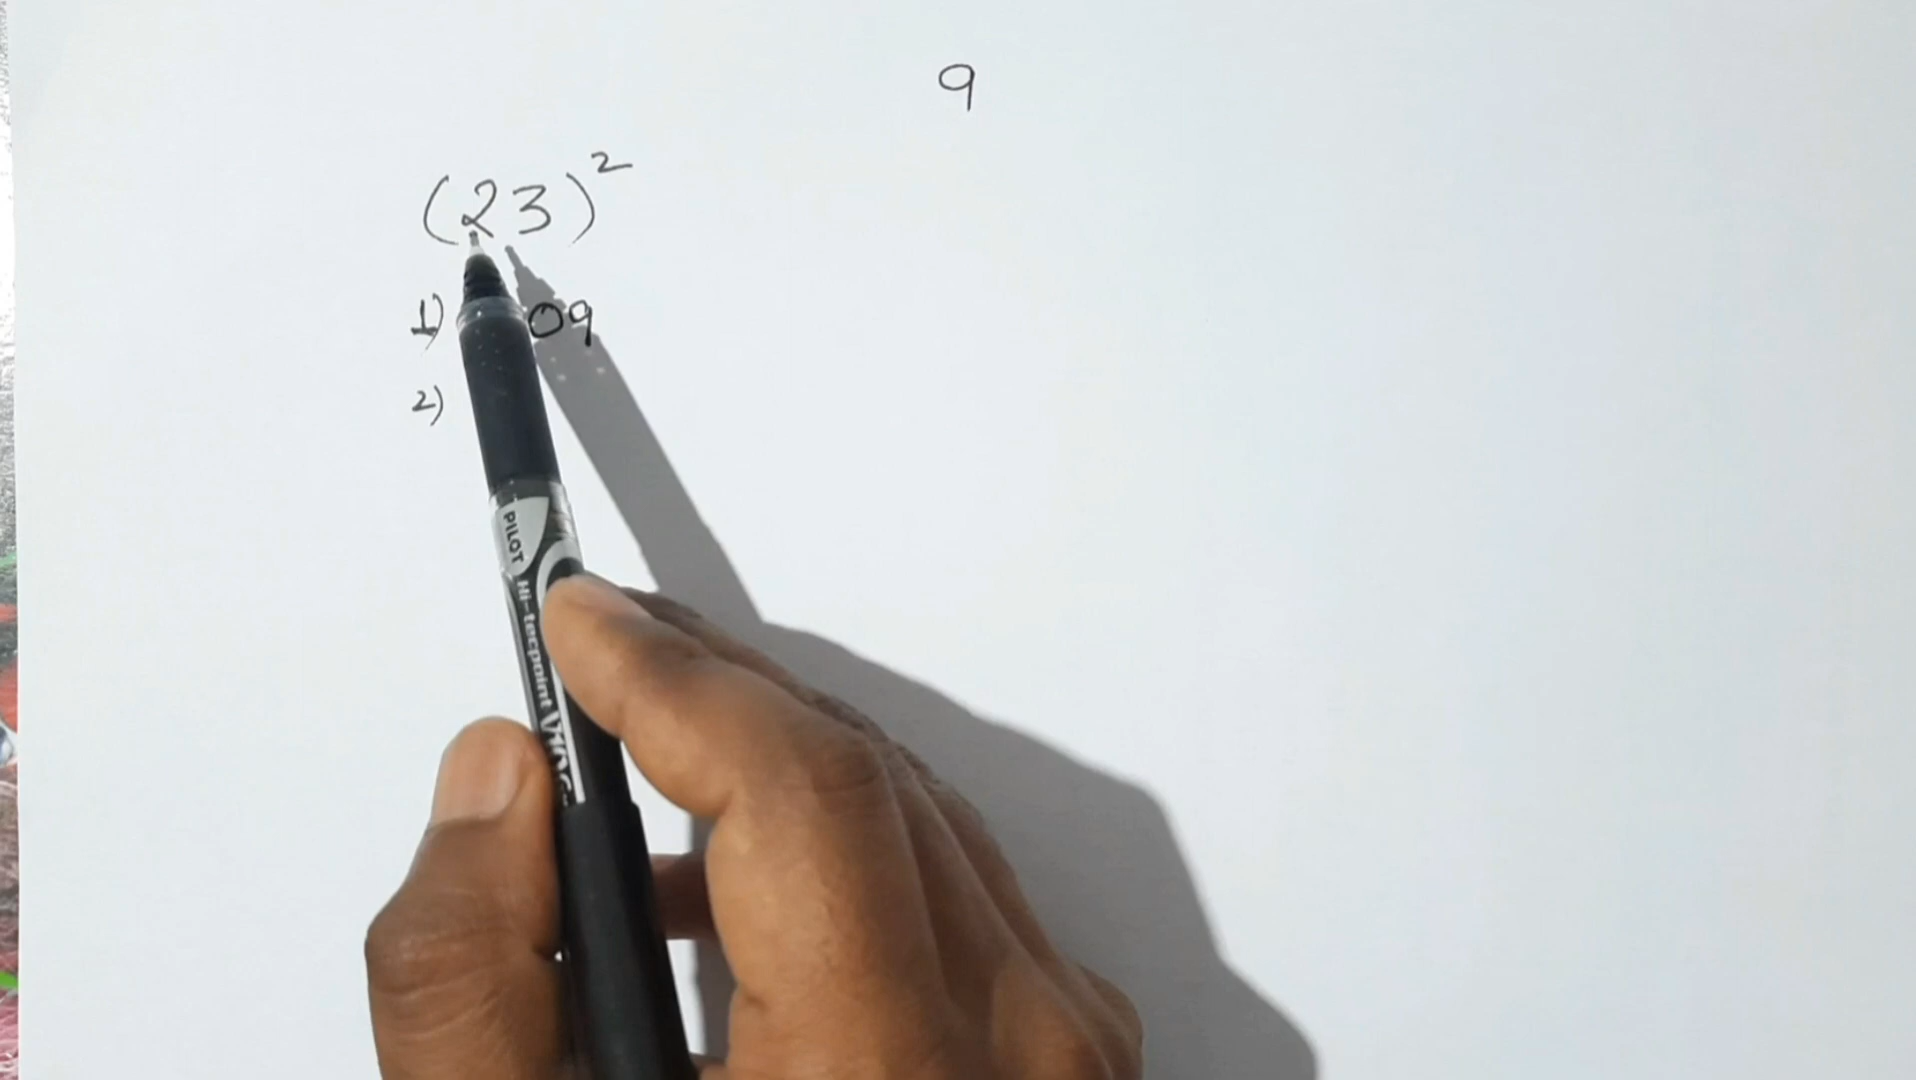 9
(23)²
1) 09
2)
PILOT
Hi-tecpoint